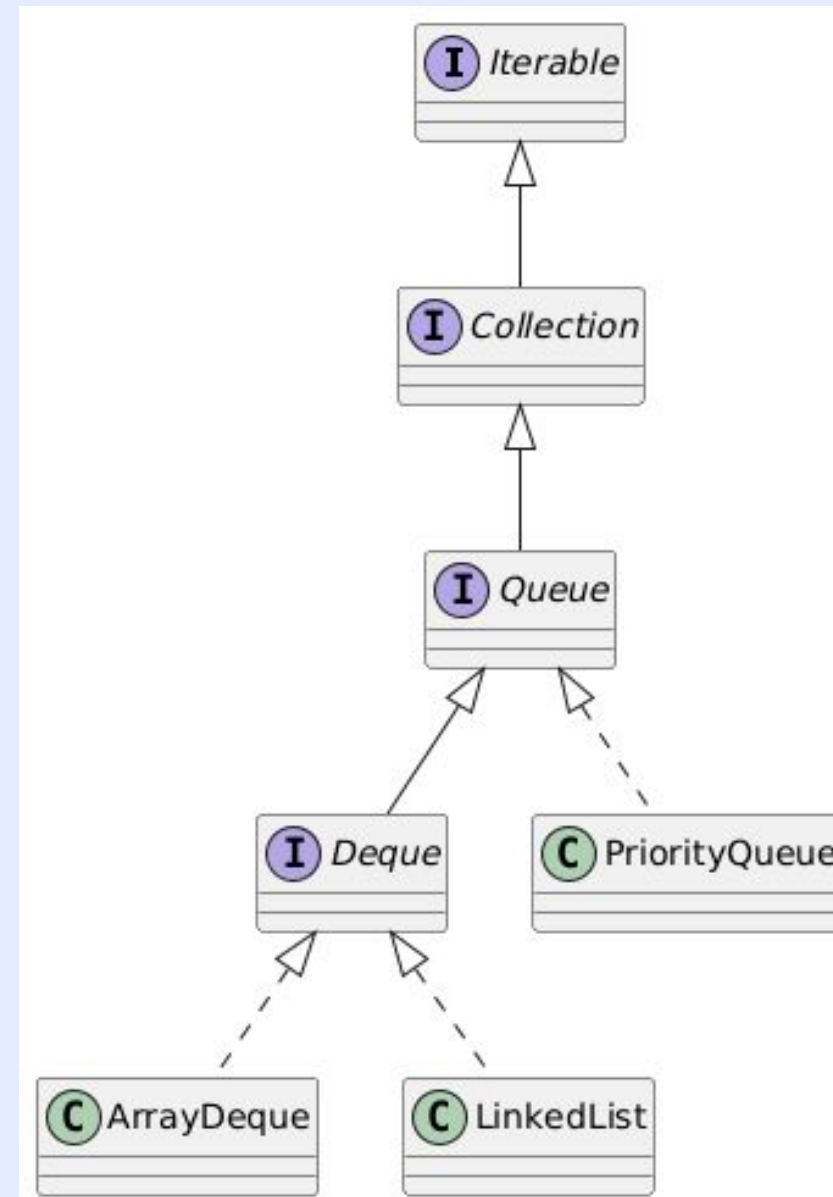 I Iterable
I Collection
I Queue
I Deque
C PriorityQueue
C ArrayDeque
C LinkedList